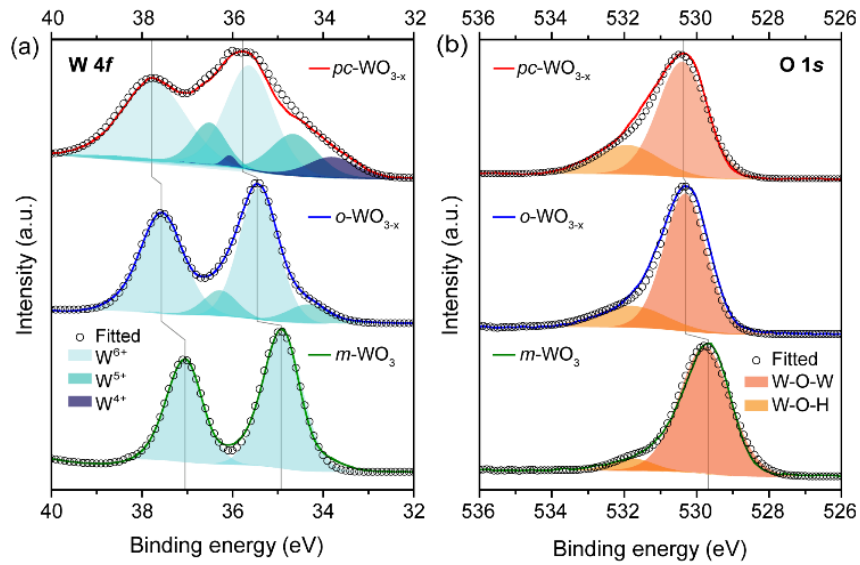 40 38 36 34 32
536 534 532 530 528 526
(a)
W 4f
pc-WO3-x
o-WO3-x
m-WO3
Fitted
W6+
W5+
W4+
Intensity (a.u.)
40 38 36 34 32
Binding energy (eV)
(b)
O 1s
pc-WO3-x
o-WO3-x
m-WO3
Fitted
W-O-W
W-O-H
Intensity (a.u.)
536 534 532 530 528 526
Binding energy (eV)